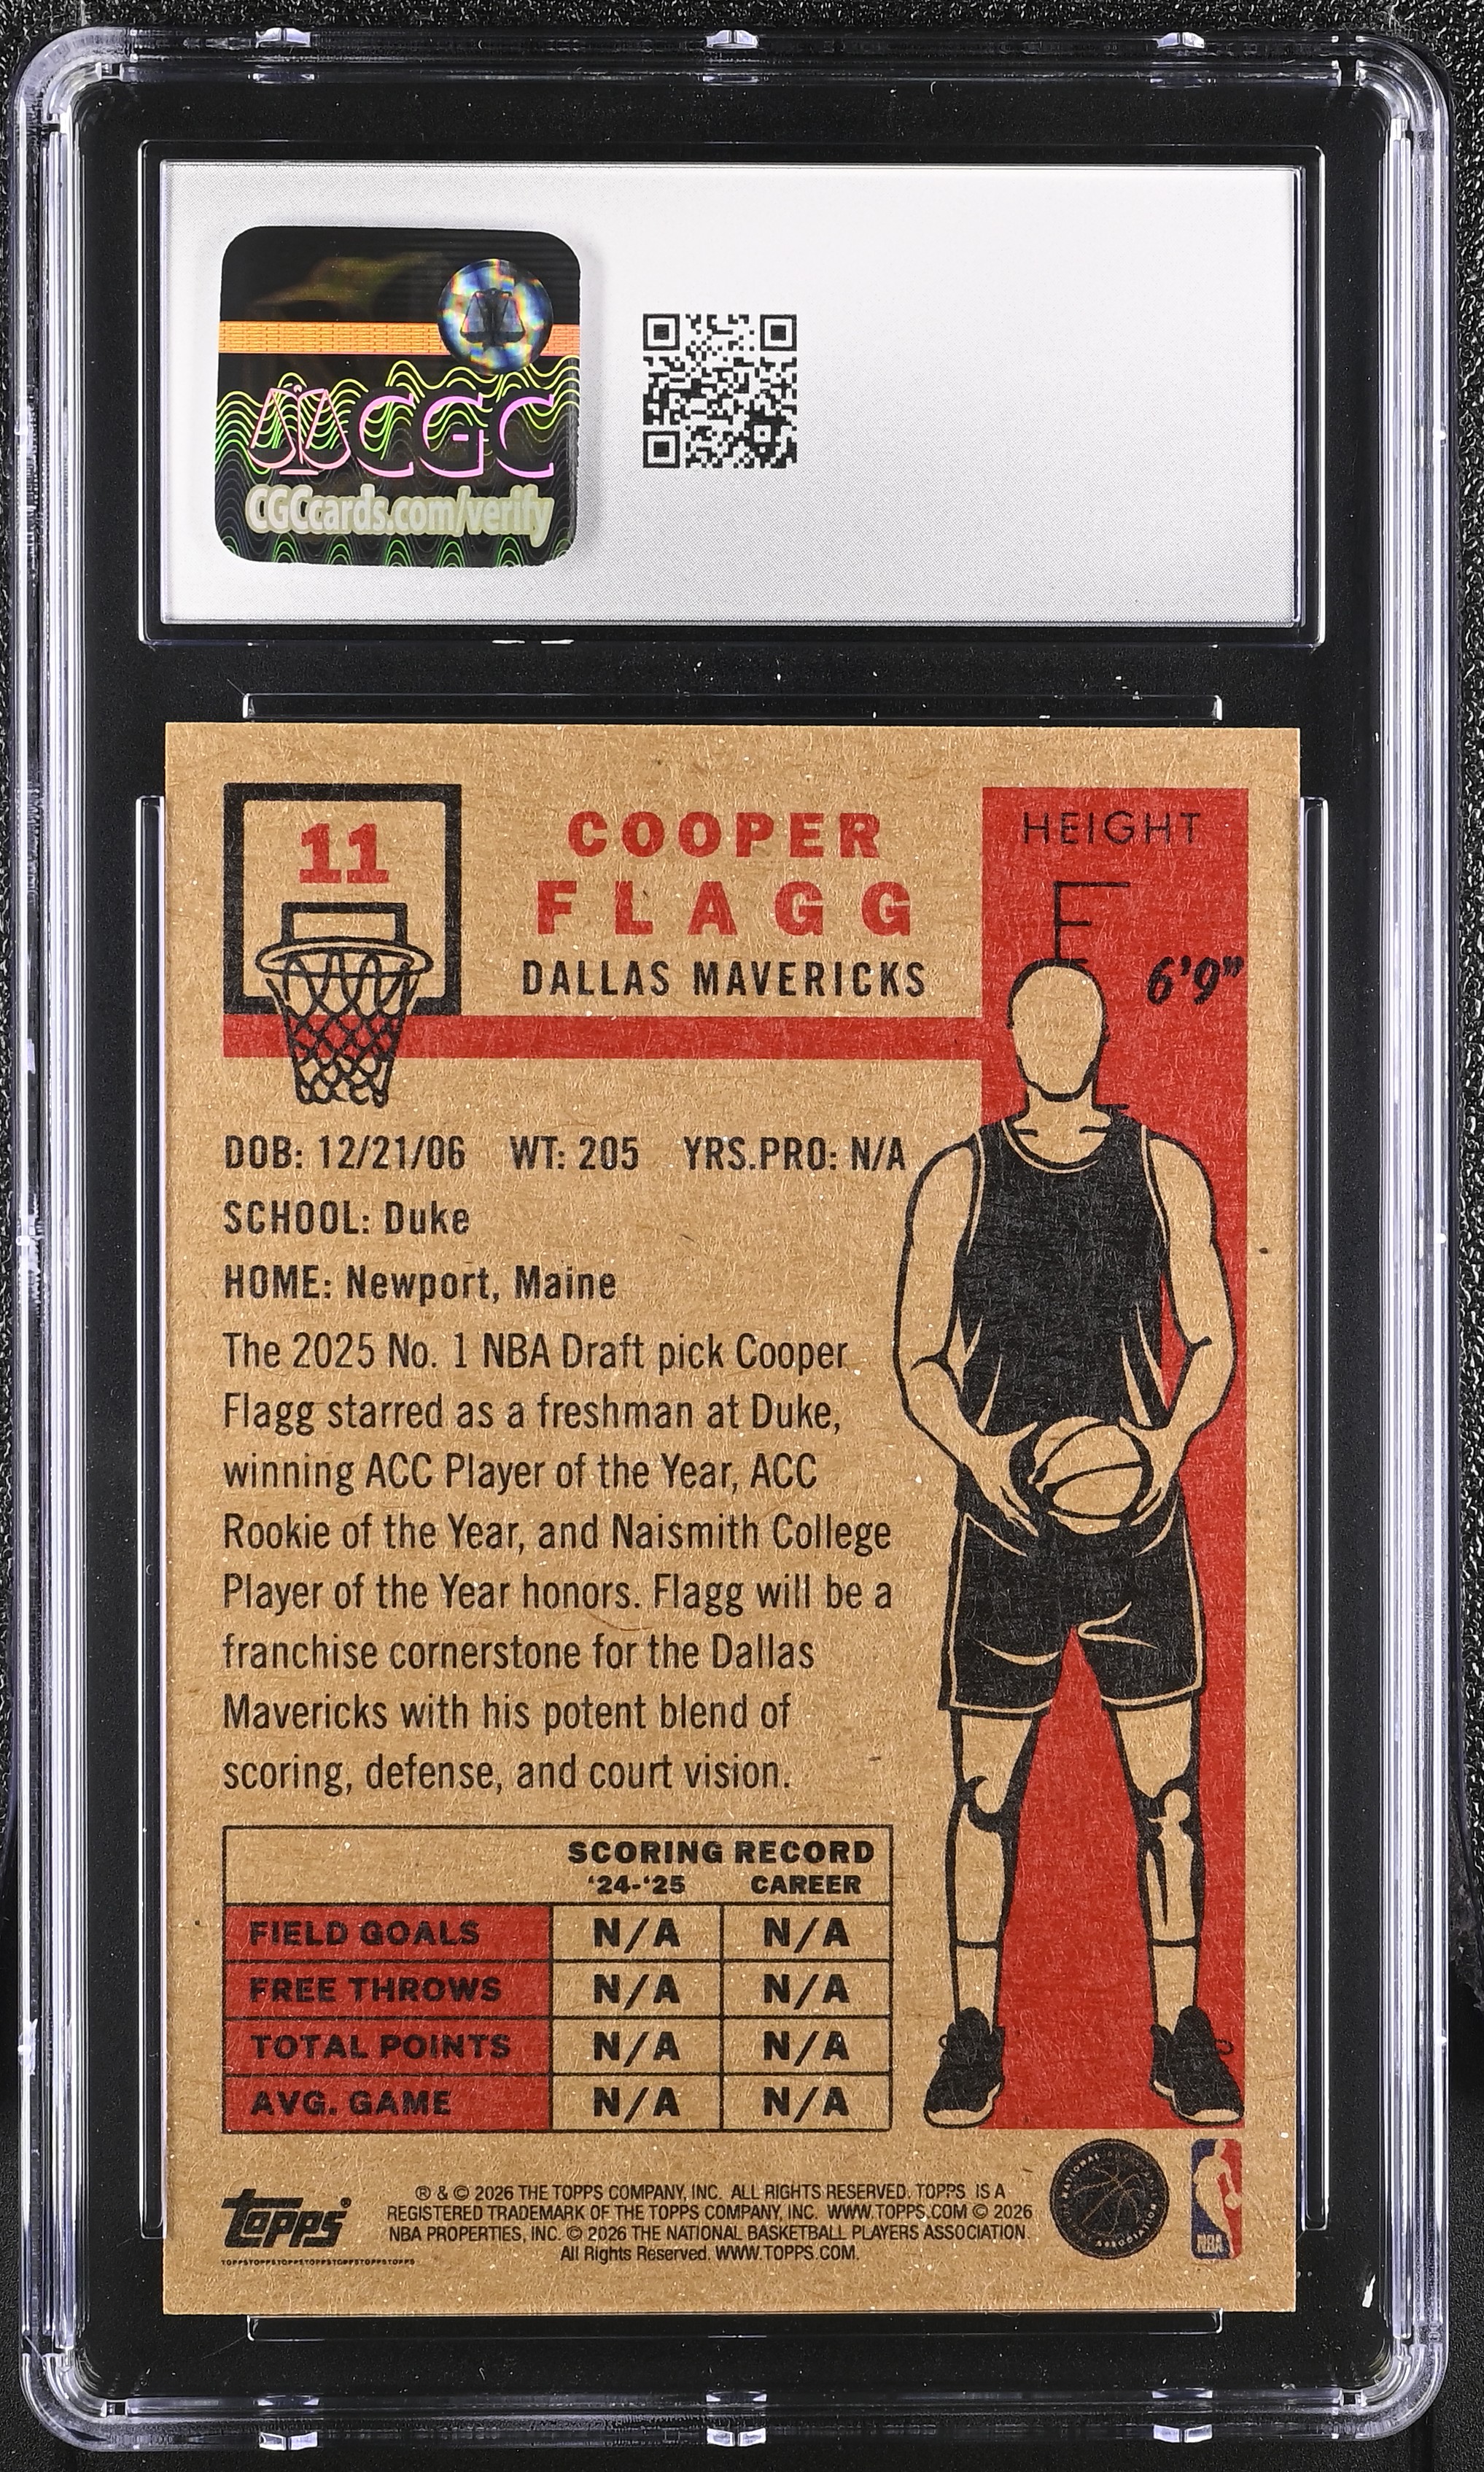 CGC
CGCcards.com/verify
11
COOPER
FLAGG
DALLAS MAVERICKS
HEIGHT
6'9"
DOB: 12/21/06 WT: 205 YRS.PRO: N/A
SCHOOL: Duke
HOME: Newport, Maine
The 2025 No. 1 NBA Draft pick Cooper
Flagg starred as a freshman at Duke,
winning ACC Player of the Year, ACC
Rookie of the Year, and Naismith College
Player of the Year honors. Flagg will be a
franchise cornerstone for the Dallas
Mavericks with his potent blend of
scoring, defense, and court vision.
SCORING RECORD
'24-'25 CAREER
FIELD GOALS N/A N/A
FREE THROWS N/A N/A
TOTAL POINTS N/A N/A
AVG. GAME N/A N/A
Topps®
TOPPSTOPPSTOPPSTOPPSTOPPSTOPPS
® & © 2026 THE TOPPS COMPANY, INC. ALL RIGHTS RESERVED. TOPPS IS A
REGISTERED TRADEMARK OF THE TOPPS COMPANY, INC. WWW.TOPPS.COM © 2026
NBA PROPERTIES, INC. © 2026 THE NATIONAL BASKETBALL PLAYERS ASSOCIATION.
All Rights Reserved. WWW.TOPPS.COM.
NATIONAL
ASSOCIATION
NBA